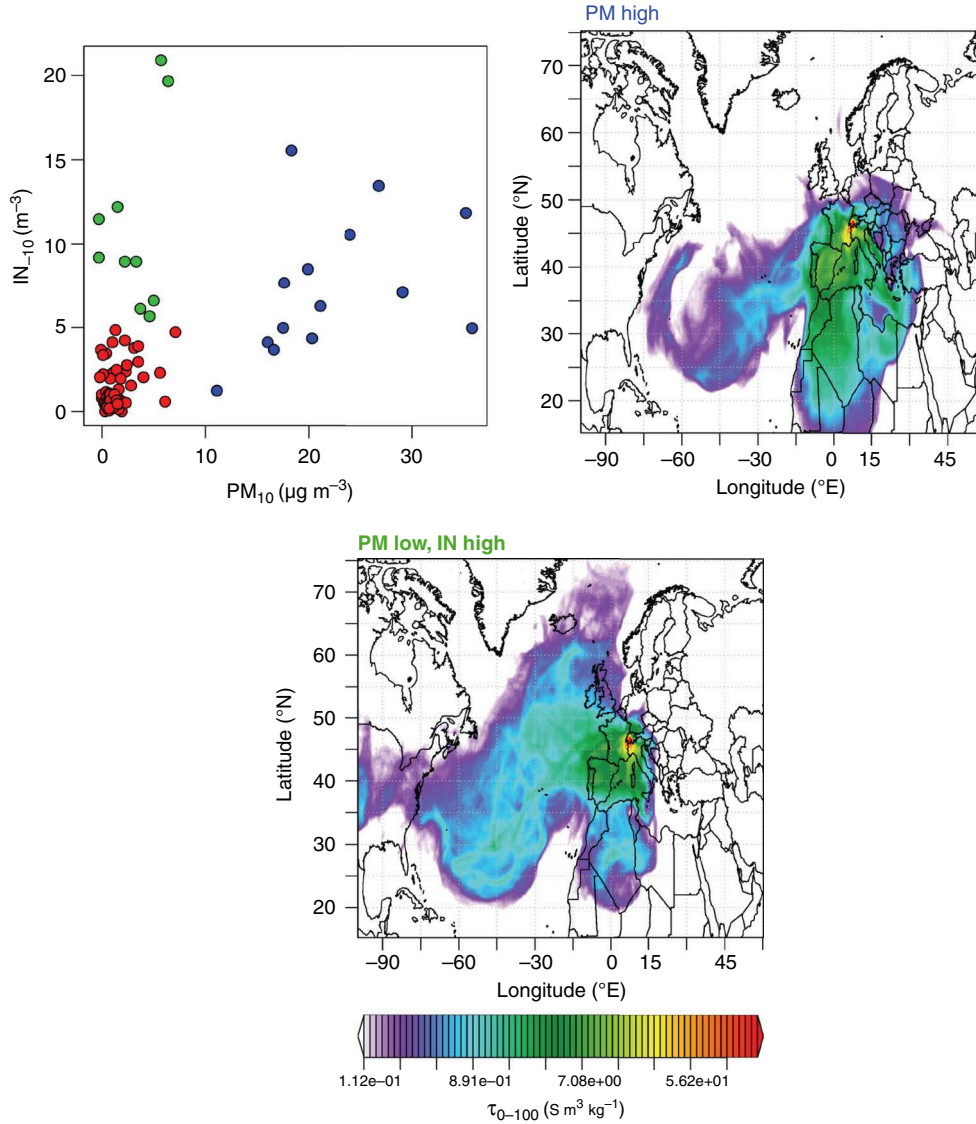 PM high
20
15
10
5
0
IN₋₁₀ (m⁻³)
0 10 20 30
PM₁₀ (µg m⁻³)
70
60
50
40
30
20
Latitude (°N)
−90 −60 −30 0 15 45
Longitude (°E)
PM low, IN high
70
60
50
40
30
20
Latitude (°N)
−90 −60 −30 0 15 45
Longitude (°E)
1.12e−01 8.91e−01 7.08e+00 5.62e+01
τ₀₋₁₀₀ (S m³ kg⁻¹)